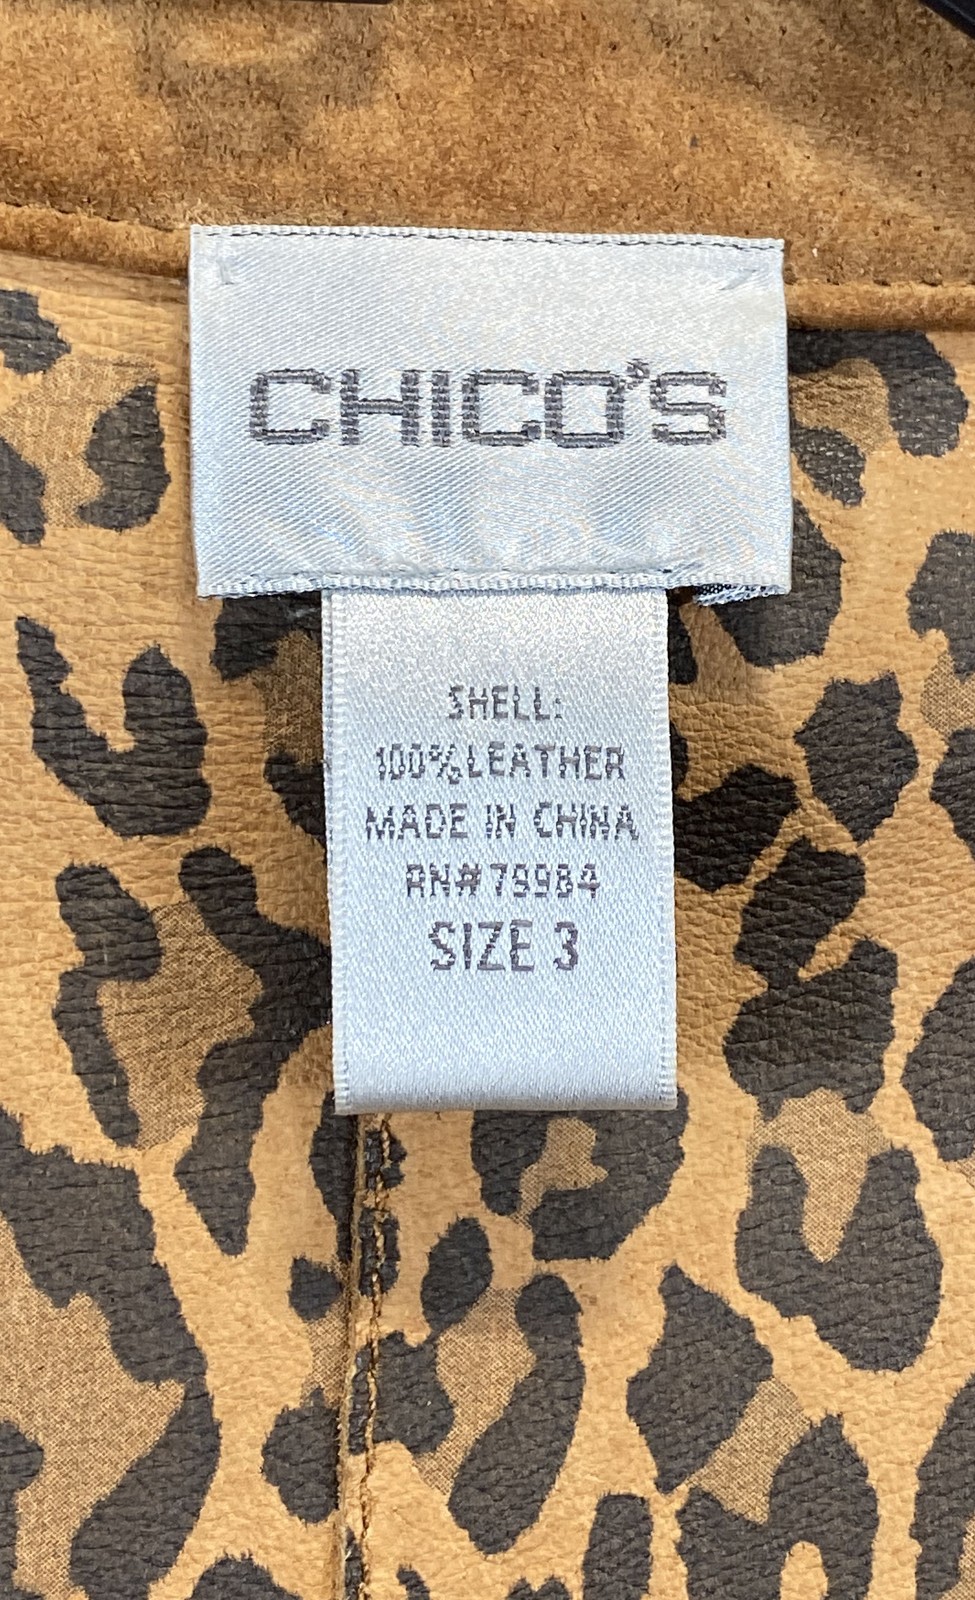 CHICO'S
SHELL:
100% LEATHER
MADE IN CHINA
RN# 79984
SIZE 3